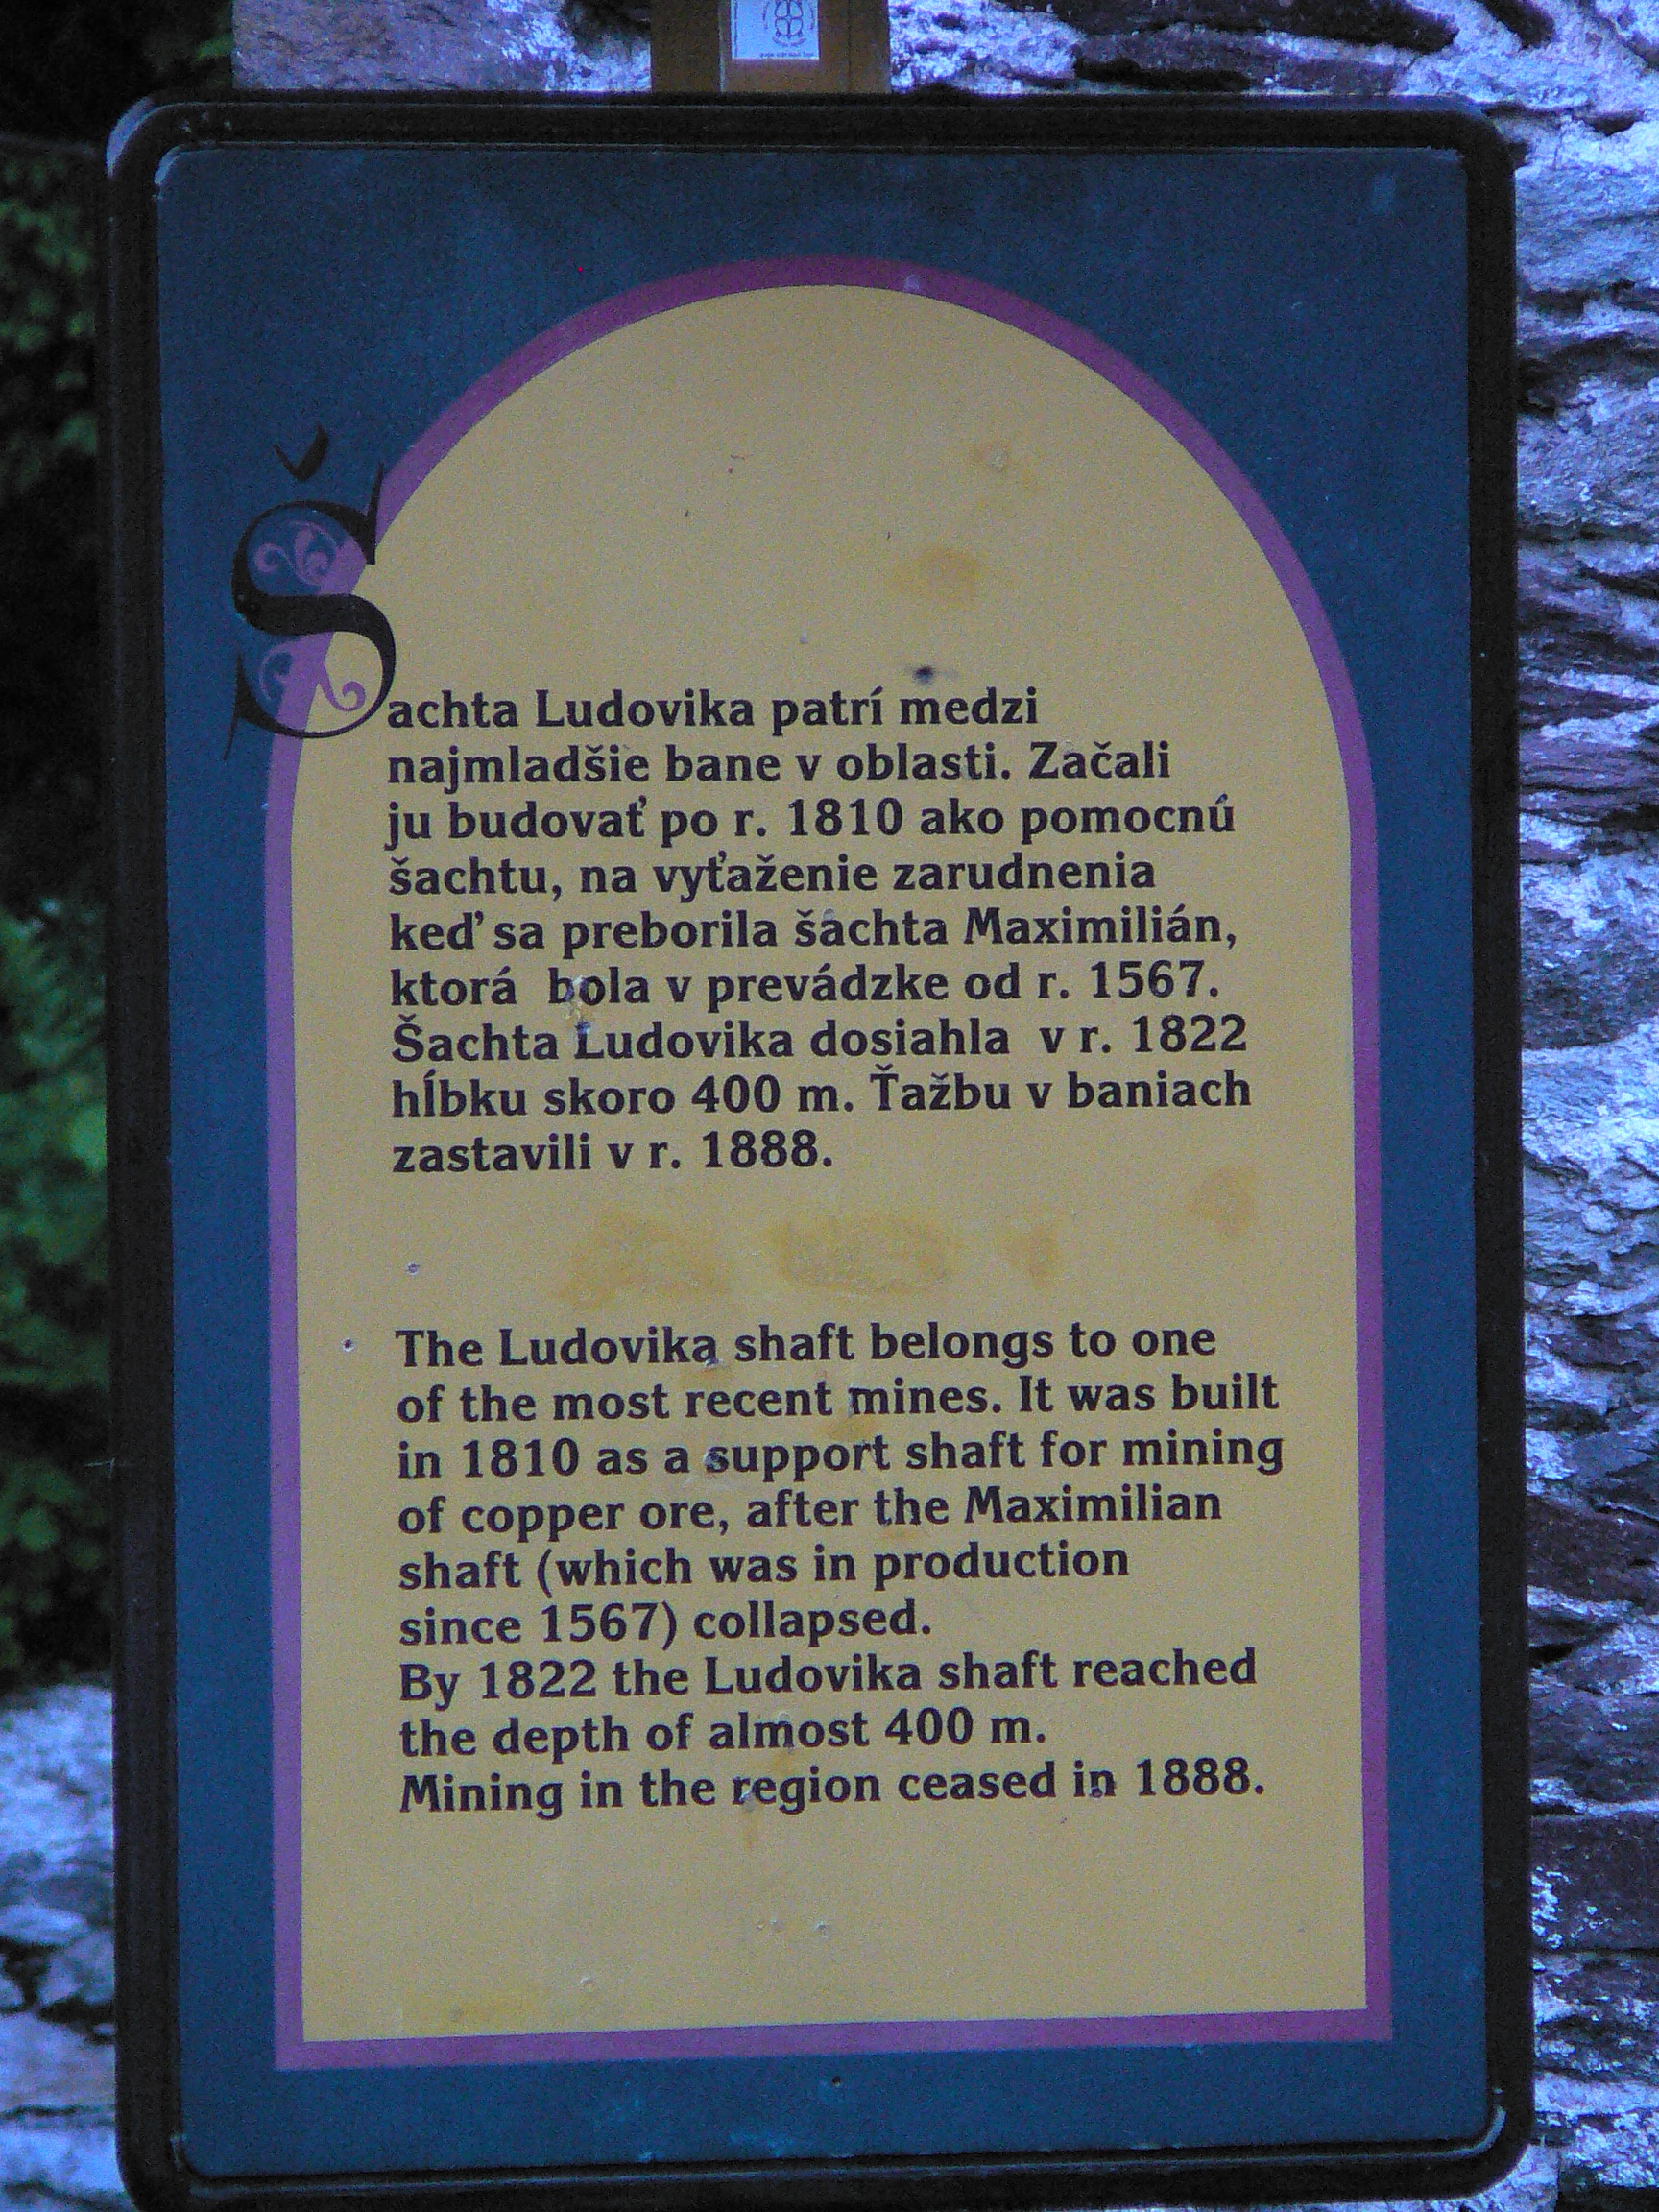 Šachta Ludovika patrí medzi
najmladšie bane v oblasti. Začali
ju budovať po r. 1810 ako pomocnú
šachtu, na vyťaženie zarudnenia
keď sa preborila šachta Maximilián,
ktorá bola v prevádzke od r. 1567.
Šachta Ludovika dosiahla v r. 1822
hĺbku skoro 400 m. Ťažbu v baniach
zastavili v r. 1888.
The Ludovika shaft belongs to one
of the most recent mines. It was built
in 1810 as a support shaft for mining
of copper ore, after the Maximilian
shaft (which was in production
since 1567) collapsed.
By 1822 the Ludovika shaft reached
the depth of almost 400 m.
Mining in the region ceased in 1888.